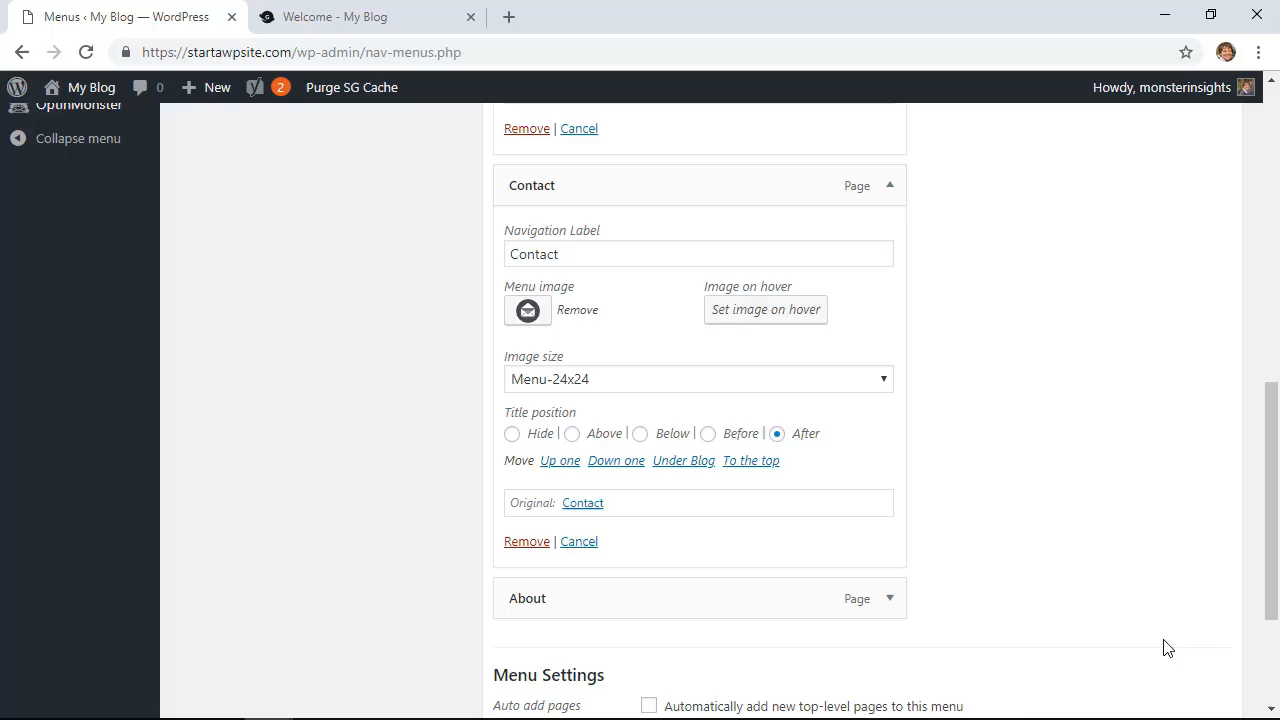 Menus ‹ My Blog — WordPress
Welcome - My Blog
https://startawpsite.com/wp-admin/nav-menus.php
My Blog 0 New 2 Purge SG Cache Howdy, monsterinsights
OptinMonster
Collapse menu
Remove | Cancel
Contact Page
Navigation Label
Contact
Menu image Image on hover
Remove Set image on hover
Image size
Menu-24x24
Title position
Hide | Above | Below | Before | After
Move Up one Down one Under Blog To the top
Original: Contact
Remove | Cancel
About Page
Menu Settings
Auto add pages Automatically add new top-level pages to this menu